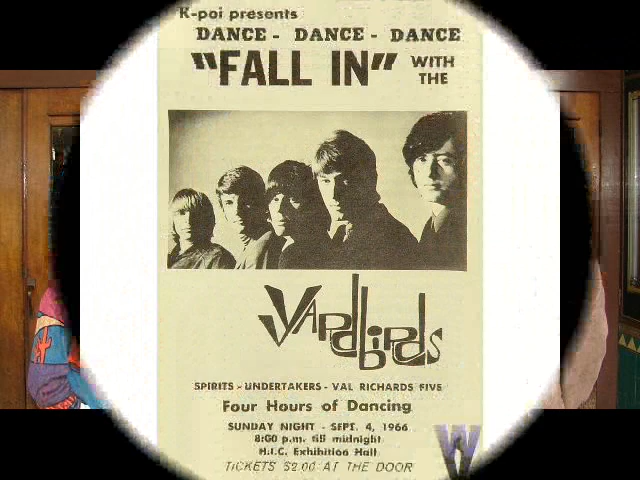 K-poi presents
DANCE - DANCE - DANCE
"FALL IN" WITH THE
YARDBIRDS
SPIRITS - UNDERTAKERS - VAL RICHARDS FIVE
Four Hours of Dancing
SUNDAY NIGHT - SEPT. 4, 1966
8:00 p.m. till midnight
H.I.C. Exhibition Hall
TICKETS $2.00 AT THE DOOR
W